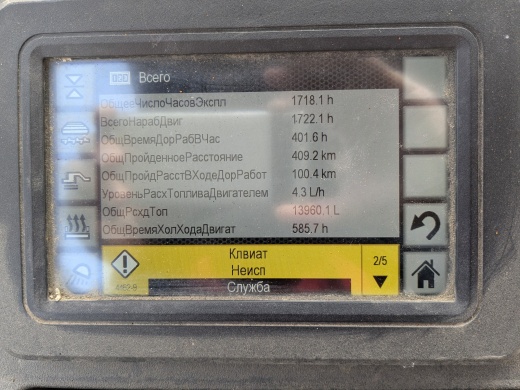 Всего
ОбщееЧислоЧасовЭкспл 1718.1 h
ВсегоНарабДвиг 1722.1 h
ОбщВремяДорРабВЧас 401.6 h
ОбщПройденноеРасстояние 409.2 km
ОбщПройдРасстВХодеДорРабот 100.4 km
УровеньРасхТопливаДвигателем 4.3 L/h
ОбщРсхдТоп 13960.1 L
ОбщВремяХолХодаДвигат 585.7 h
Клвиат
Неисп
2/5
Служба